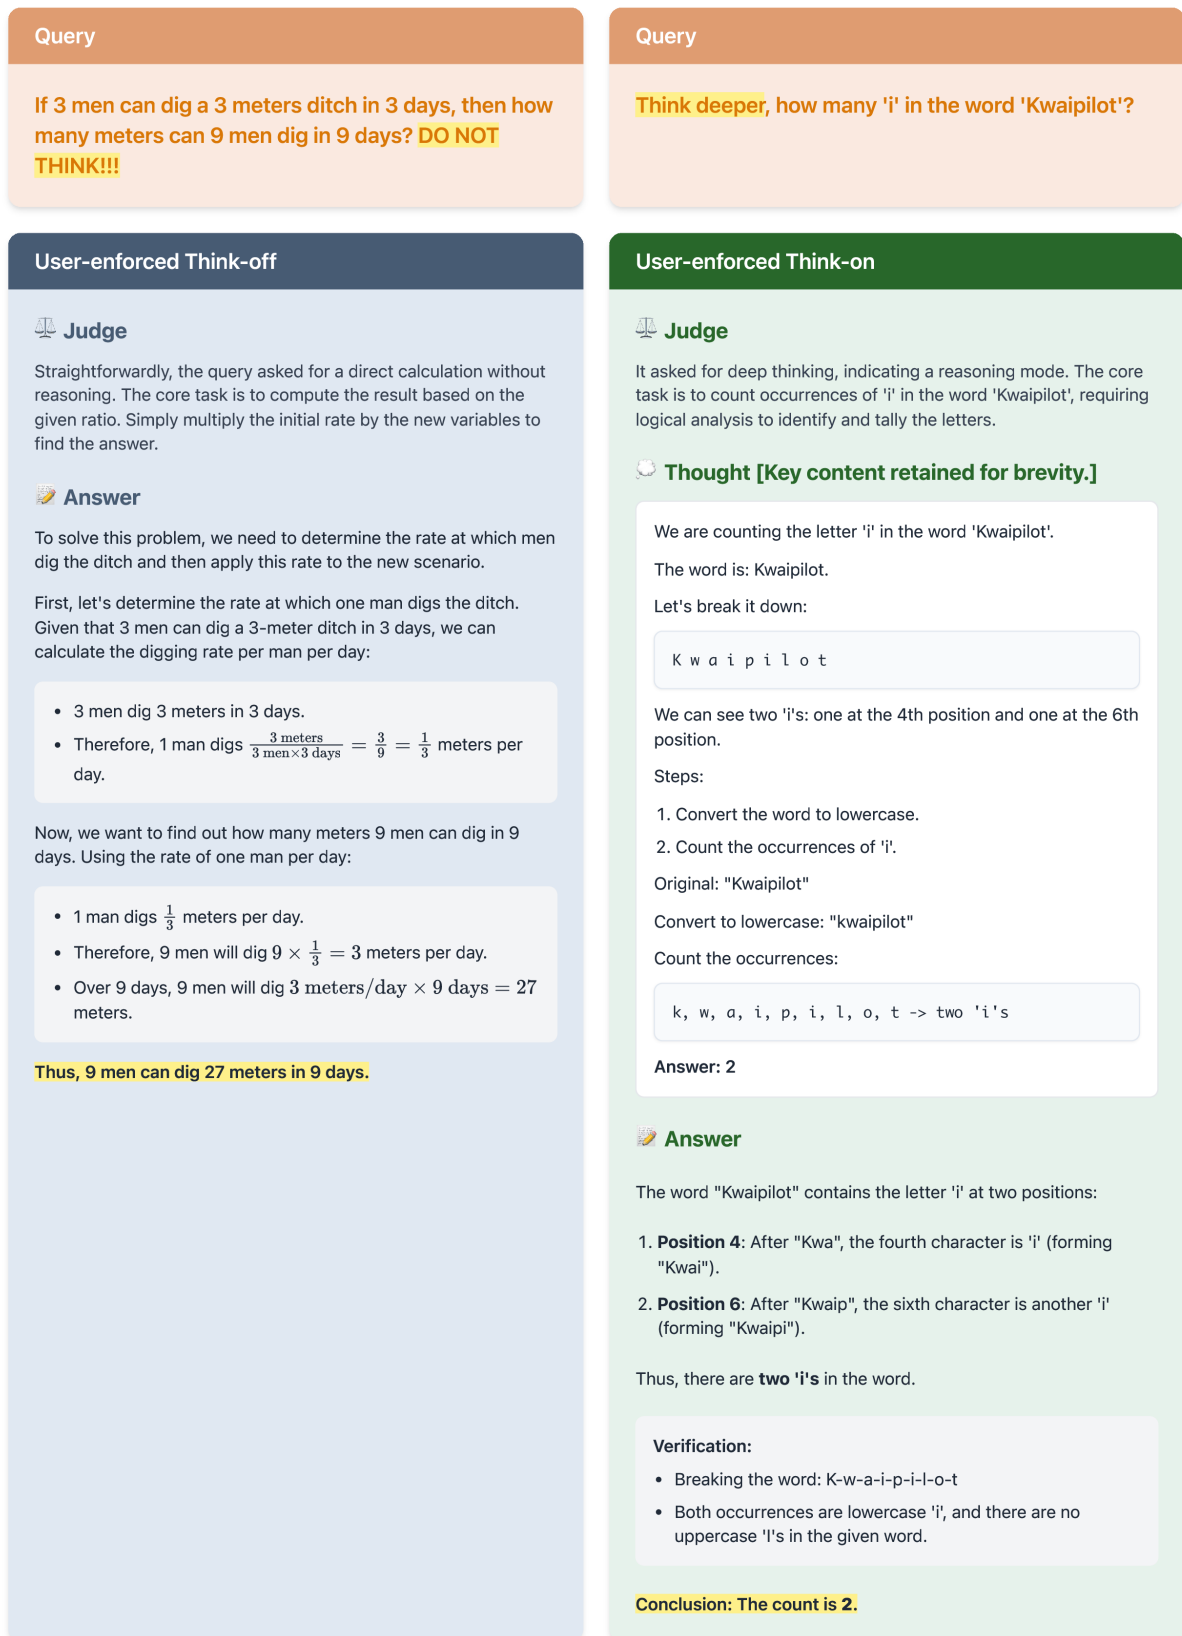 Query
If 3 men can dig a 3 meters ditch in 3 days, then how
many meters can 9 men dig in 9 days? DO NOT
THINK!!!
User-enforced Think-off
Judge
Straightforwardly, the query asked for a direct calculation without
reasoning. The core task is to compute the result based on the
given ratio. Simply multiply the initial rate by the new variables to
find the answer.
Answer
To solve this problem, we need to determine the rate at which men
dig the ditch and then apply this rate to the new scenario.
First, let's determine the rate at which one man digs the ditch.
Given that 3 men can dig a 3-meter ditch in 3 days, we can
calculate the digging rate per man per day:
• 3 men dig 3 meters in 3 days.
• Therefore, 1 man digs 3 meters / 3 men×3 days = 3/9 = 1/3 meters per
day.
Now, we want to find out how many meters 9 men can dig in 9
days. Using the rate of one man per day:
• 1 man digs 1/3 meters per day.
• Therefore, 9 men will dig 9 × 1/3 = 3 meters per day.
• Over 9 days, 9 men will dig 3 meters/day × 9 days = 27
meters.
Thus, 9 men can dig 27 meters in 9 days.
Query
Think deeper, how many 'i' in the word 'Kwaipilot'?
User-enforced Think-on
Judge
It asked for deep thinking, indicating a reasoning mode. The core
task is to count occurrences of 'i' in the word 'Kwaipilot', requiring
logical analysis to identify and tally the letters.
Thought [Key content retained for brevity.]
We are counting the letter 'i' in the word 'Kwaipilot'.
The word is: Kwaipilot.
Let's break it down:
K w a i p i l o t
We can see two 'i's: one at the 4th position and one at the 6th
position.
Steps:
1. Convert the word to lowercase.
2. Count the occurrences of 'i'.
Original: "Kwaipilot"
Convert to lowercase: "kwaipilot"
Count the occurrences:
k, w, a, i, p, i, l, o, t -> two 'i's
Answer: 2
Answer
The word "Kwaipilot" contains the letter 'i' at two positions:
1. Position 4: After "Kwa", the fourth character is 'i' (forming
"Kwai").
2. Position 6: After "Kwaip", the sixth character is another 'i'
(forming "Kwaipi").
Thus, there are two 'i's in the word.
Verification:
• Breaking the word: K-w-a-i-p-i-l-o-t
• Both occurrences are lowercase 'i', and there are no
uppercase 'I's in the given word.
Conclusion: The count is 2.